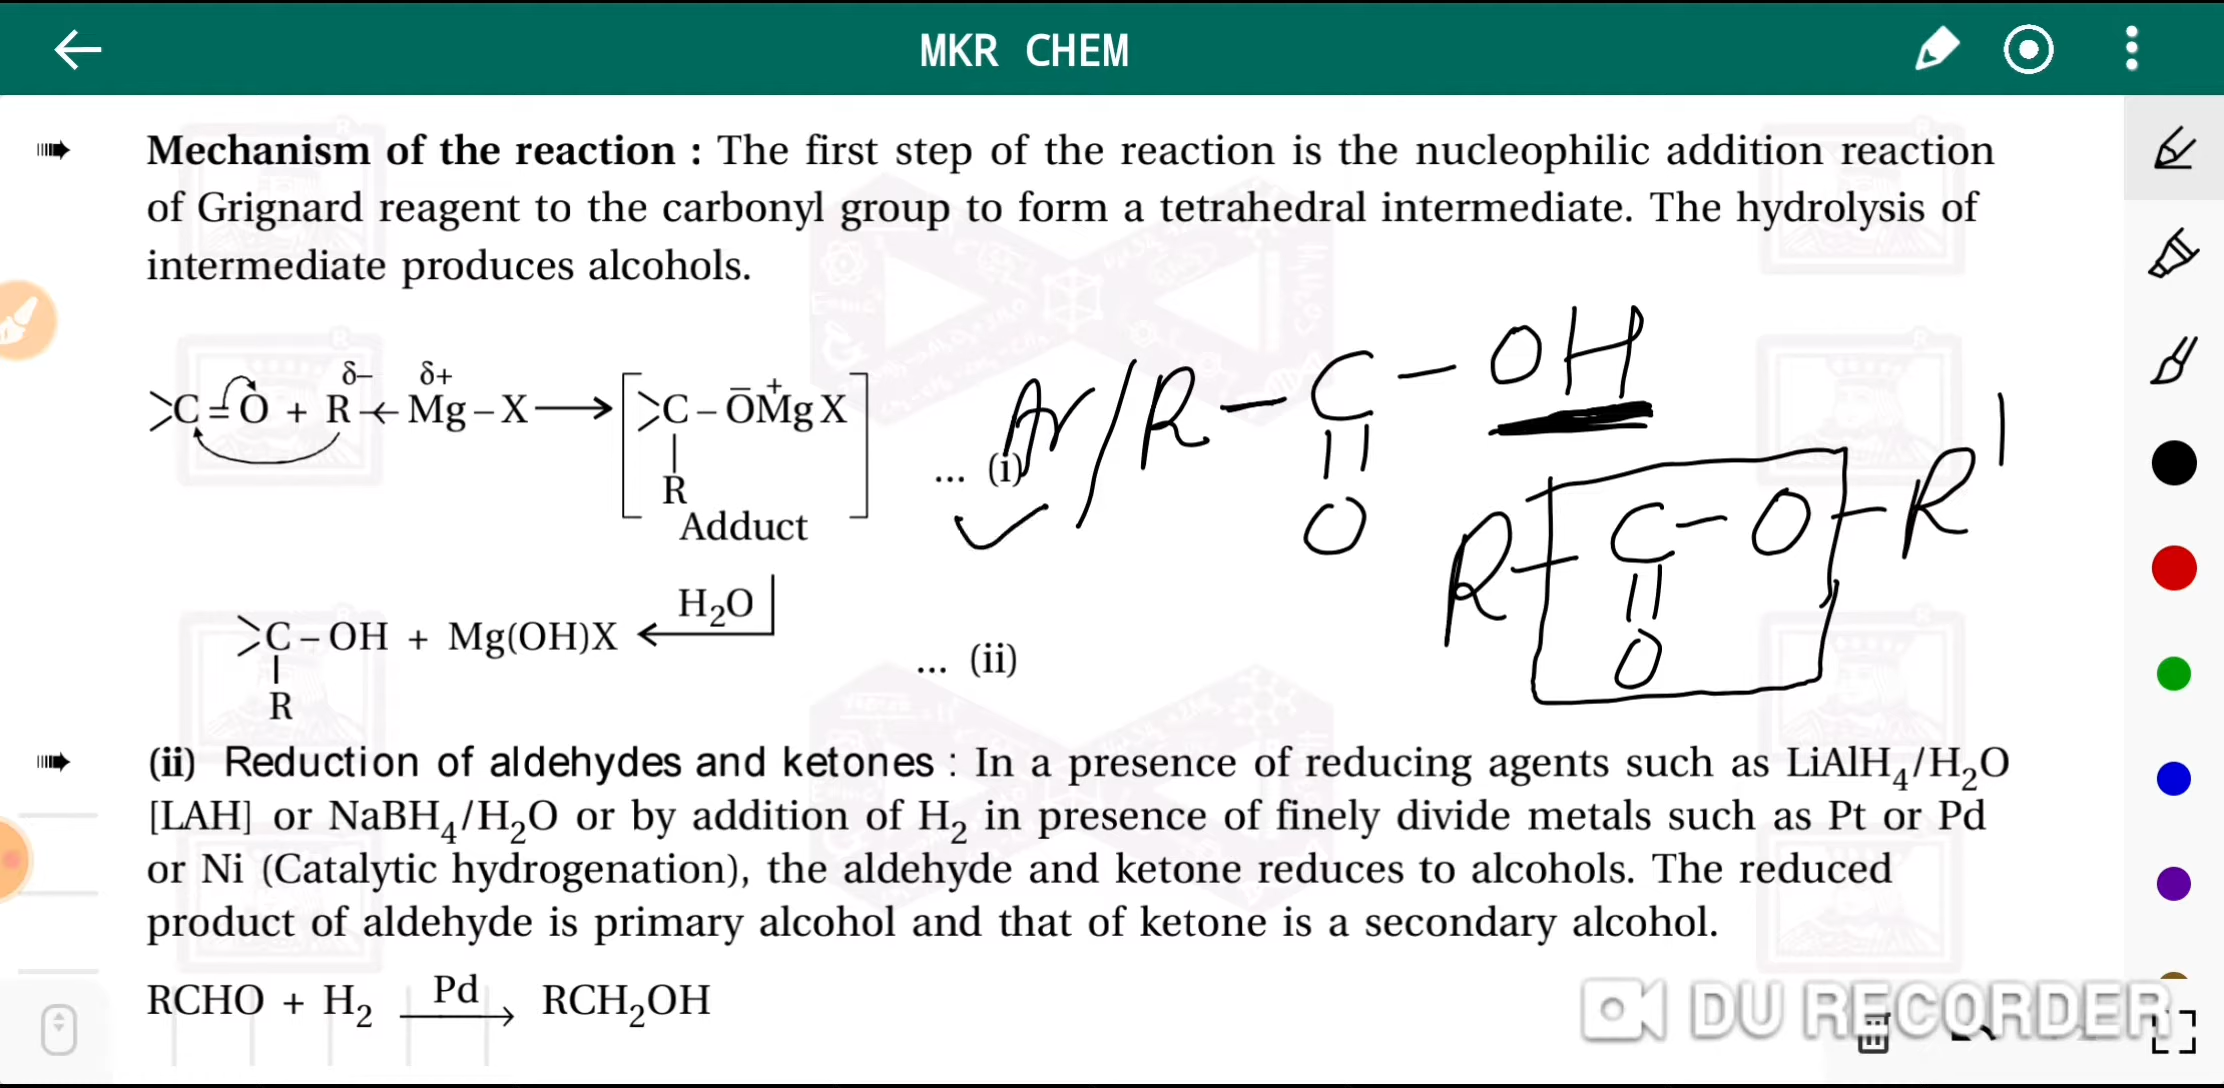 MKR CHEM
Mechanism of the reaction : The first step of the reaction is the nucleophilic addition reaction
of Grignard reagent to the carbonyl group to form a tetrahedral intermediate. The hydrolysis of
intermediate produces alcohols.
δ– δ+
>C=O + R ← Mg – X ⟶ [ >C – ŌM⁺gX ]
R
Adduct
... (i)
Ar/R – C – OH
||
O
R – C – O – R'
||
O
H₂O
>C – OH + Mg(OH)X ←
... (ii)
R
(ii) Reduction of aldehydes and ketones : In a presence of reducing agents such as LiAlH₄/H₂O
[LAH] or NaBH₄/H₂O or by addition of H₂ in presence of finely divide metals such as Pt or Pd
or Ni (Catalytic hydrogenation), the aldehyde and ketone reduces to alcohols. The reduced
product of aldehyde is primary alcohol and that of ketone is a secondary alcohol.
RCHO + H₂ —Pd→ RCH₂OH
DU RECORDER